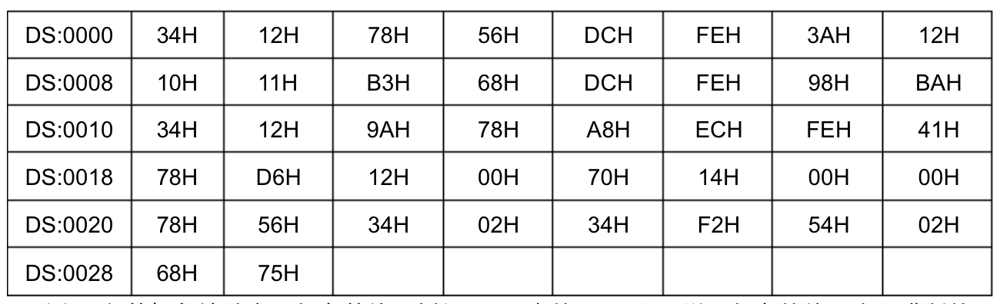 DS:0000 34H 12H 78H 56H DCH FEH 3AH 12H
DS:0008 10H 11H B3H 68H DCH FEH 98H BAH
DS:0010 34H 12H 9AH 78H A8H ECH FEH 41H
DS:0018 78H D6H 12H 00H 70H 14H 00H 00H
DS:0020 78H 56H 34H 02H 34H F2H 54H 02H
DS:0028 68H 75H